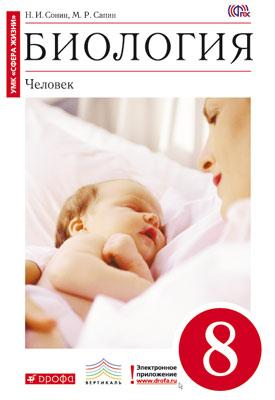 Н. И. Сонин, М. Р. Сапин
ФГОС
БИОЛОГИЯ
УМК «СФЕРА ЖИЗНИ»
Человек
8
дрофа
ВЕРТИКАЛЬ
! Электронное
приложение
www.drofa.ru